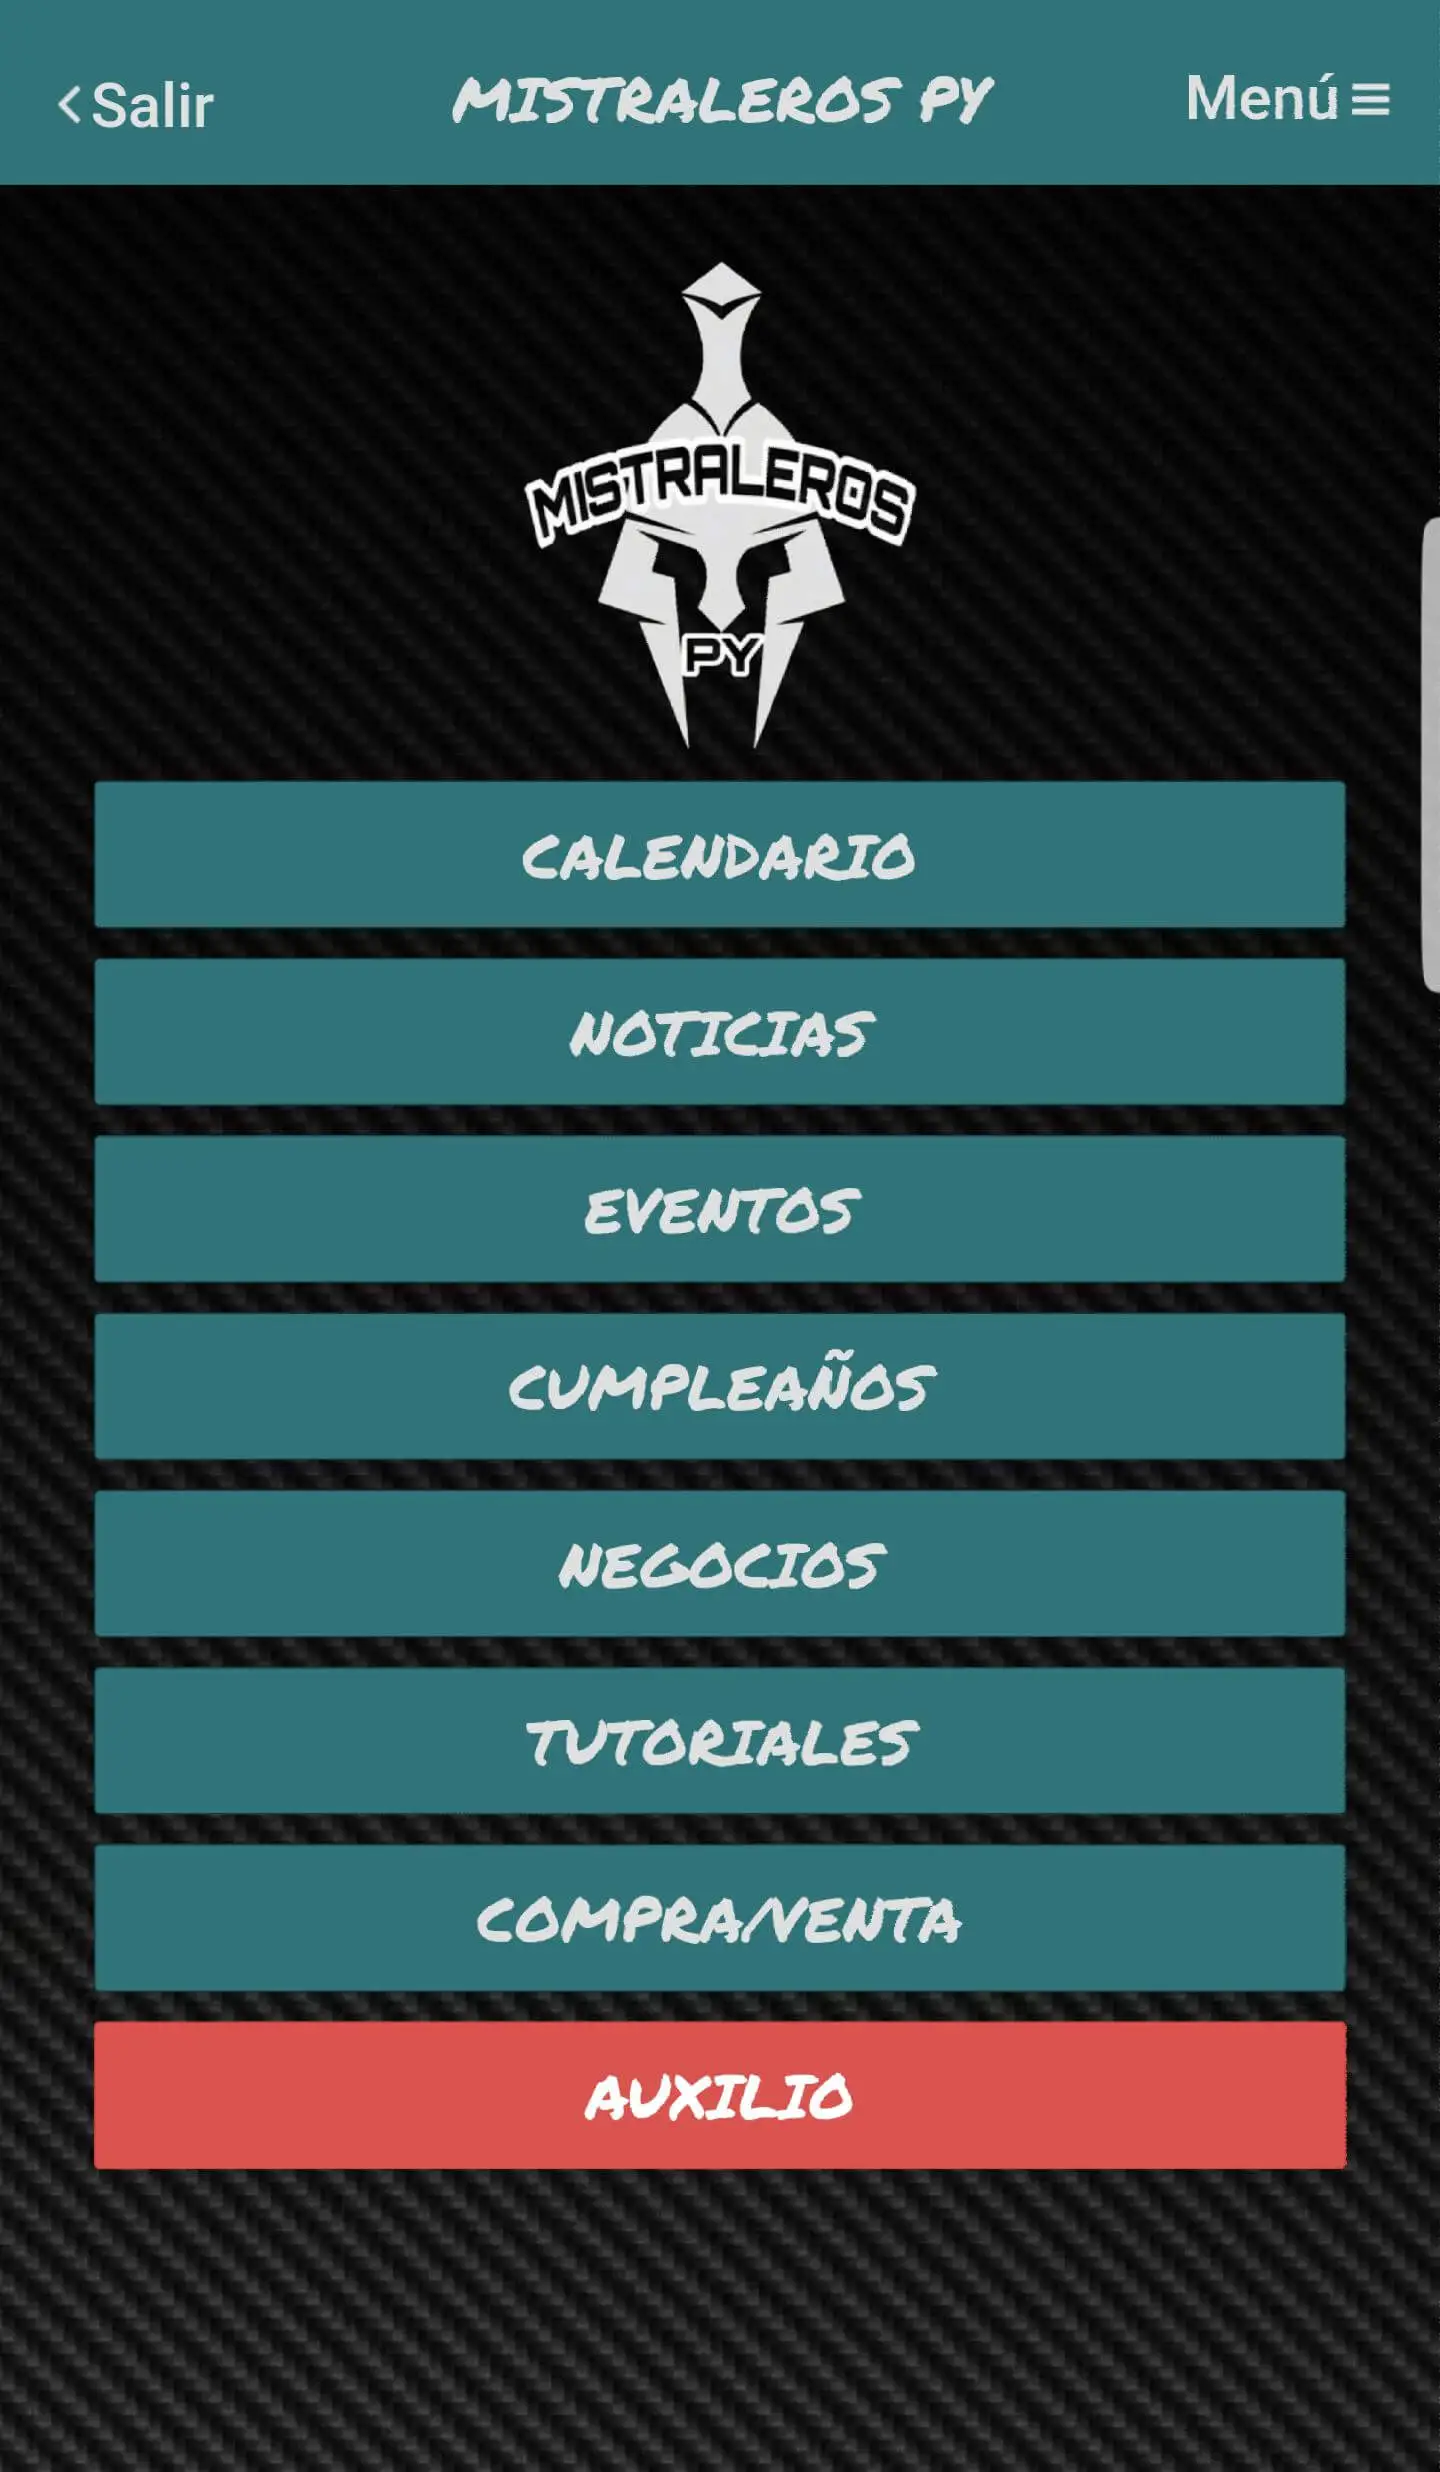 Salir
MISTRALEROS PY
Menú
MISTRALEROS
PY
CALENDARIO
NOTICIAS
EVENTOS
CUMPLEAÑOS
NEGOCIOS
TUTORIALES
COMPRA/VENTA
AUXILIO